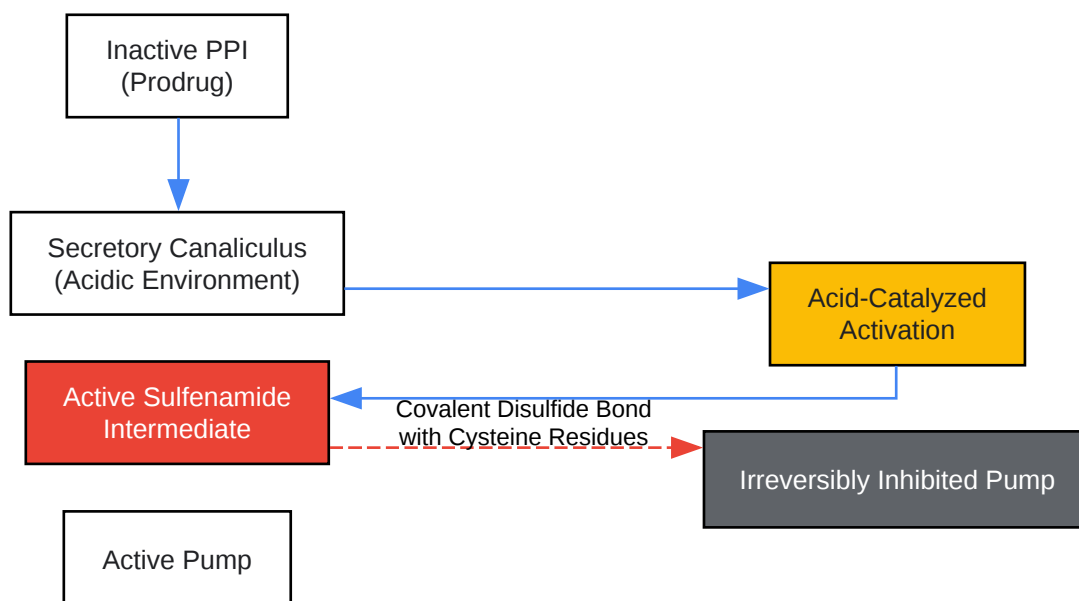 Inactive PPI
(Prodrug)
Secretory Canaliculus
(Acidic Environment)
Acid-Catalyzed
Activation
Active Sulfenamide
Intermediate
Covalent Disulfide Bond
with Cysteine Residues
Irreversibly Inhibited Pump
Active Pump